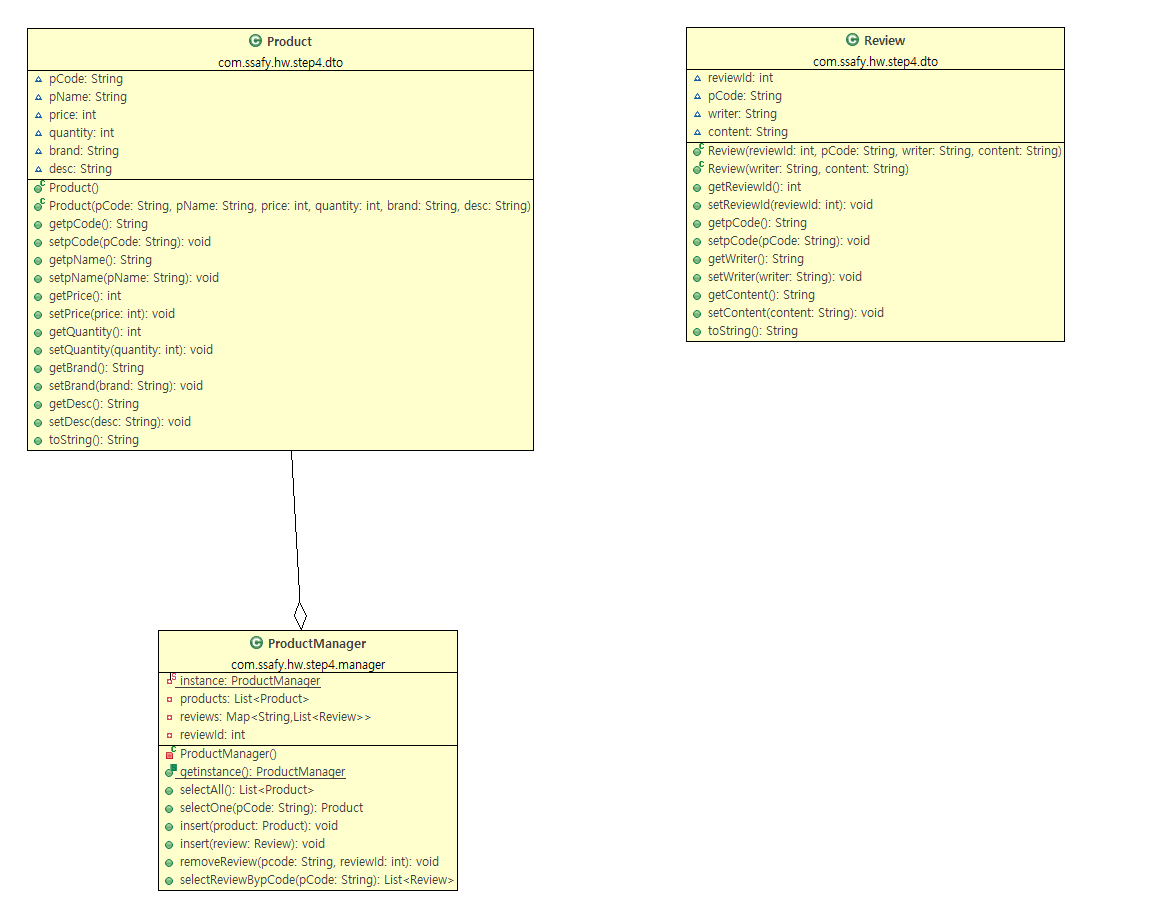 Product
com.ssafy.hw.step4.dto
pCode: String
pName: String
price: int
quantity: int
brand: String
desc: String
Product()
Product(pCode: String, pName: String, price: int, quantity: int, brand: String, desc: String)
getpCode(): String
setpCode(pCode: String): void
getpName(): String
setpName(pName: String): void
getPrice(): int
setPrice(price: int): void
getQuantity(): int
setQuantity(quantity: int): void
getBrand(): String
setBrand(brand: String): void
getDesc(): String
setDesc(desc: String): void
toString(): String
Review
com.ssafy.hw.step4.dto
reviewId: int
pCode: String
writer: String
content: String
Review(reviewId: int, pCode: String, writer: String, content: String)
Review(writer: String, content: String)
getReviewId(): int
setReviewId(reviewId: int): void
getpCode(): String
setpCode(pCode: String): void
getWriter(): String
setWriter(writer: String): void
getContent(): String
setContent(content: String): void
toString(): String
ProductManager
com.ssafy.hw.step4.manager
instance: ProductManager
products: List<Product>
reviews: Map<String,List<Review>>
reviewId: int
ProductManager()
getinstance(): ProductManager
selectAll(): List<Product>
selectOne(pCode: String): Product
insert(product: Product): void
insert(review: Review): void
removeReview(pcode: String, reviewId: int): void
selectReviewBypCode(pCode: String): List<Review>